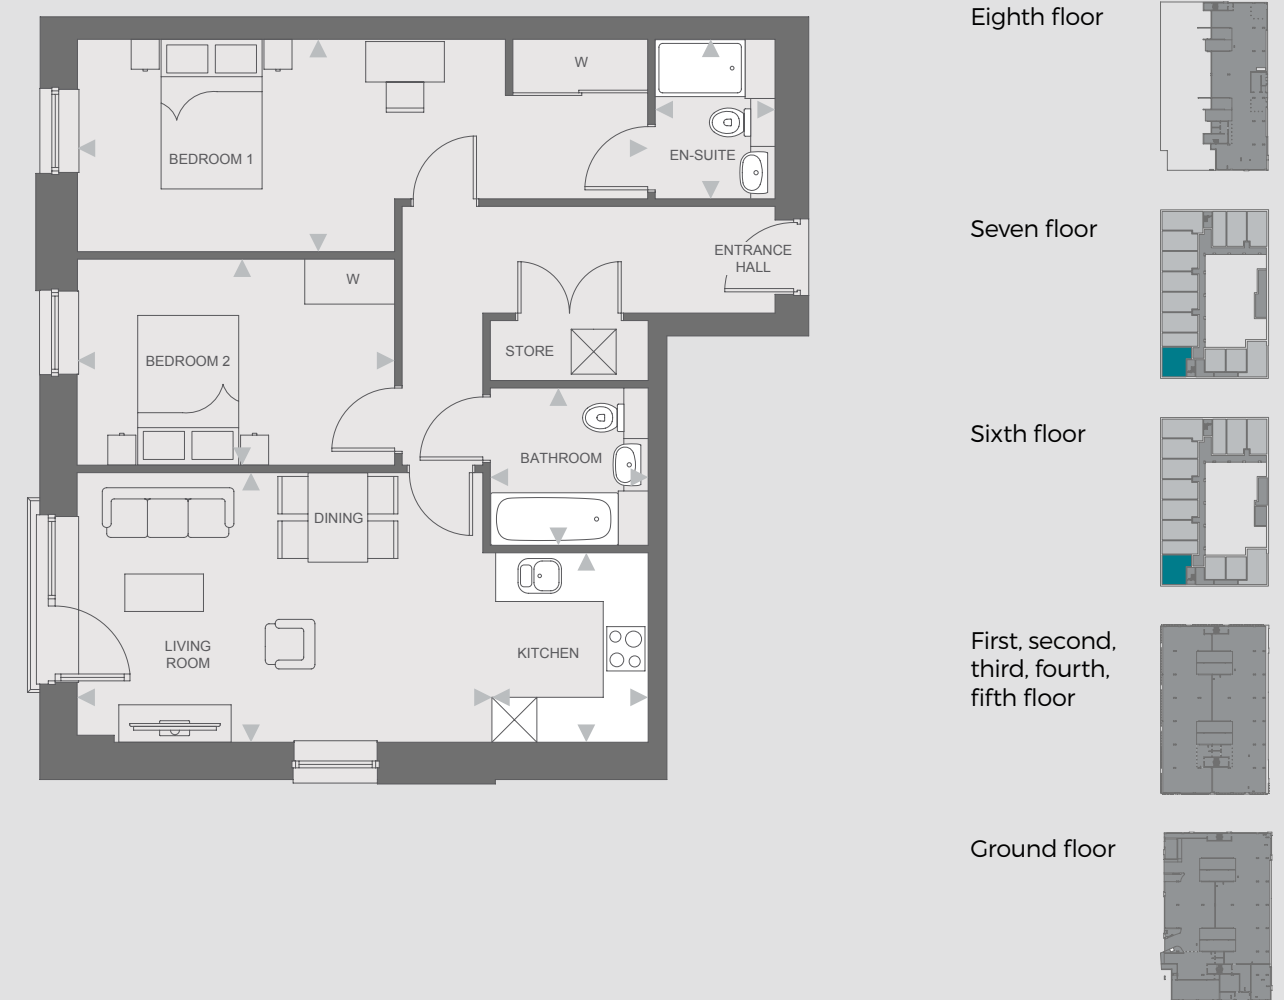 W
BEDROOM 1
EN-SUITE
ENTRANCE
HALL
W
BEDROOM 2
STORE
BATHROOM
DINING
LIVING
ROOM
KITCHEN
Eighth floor
Seven floor
Sixth floor
First, second,
third, fourth,
fifth floor
Ground floor